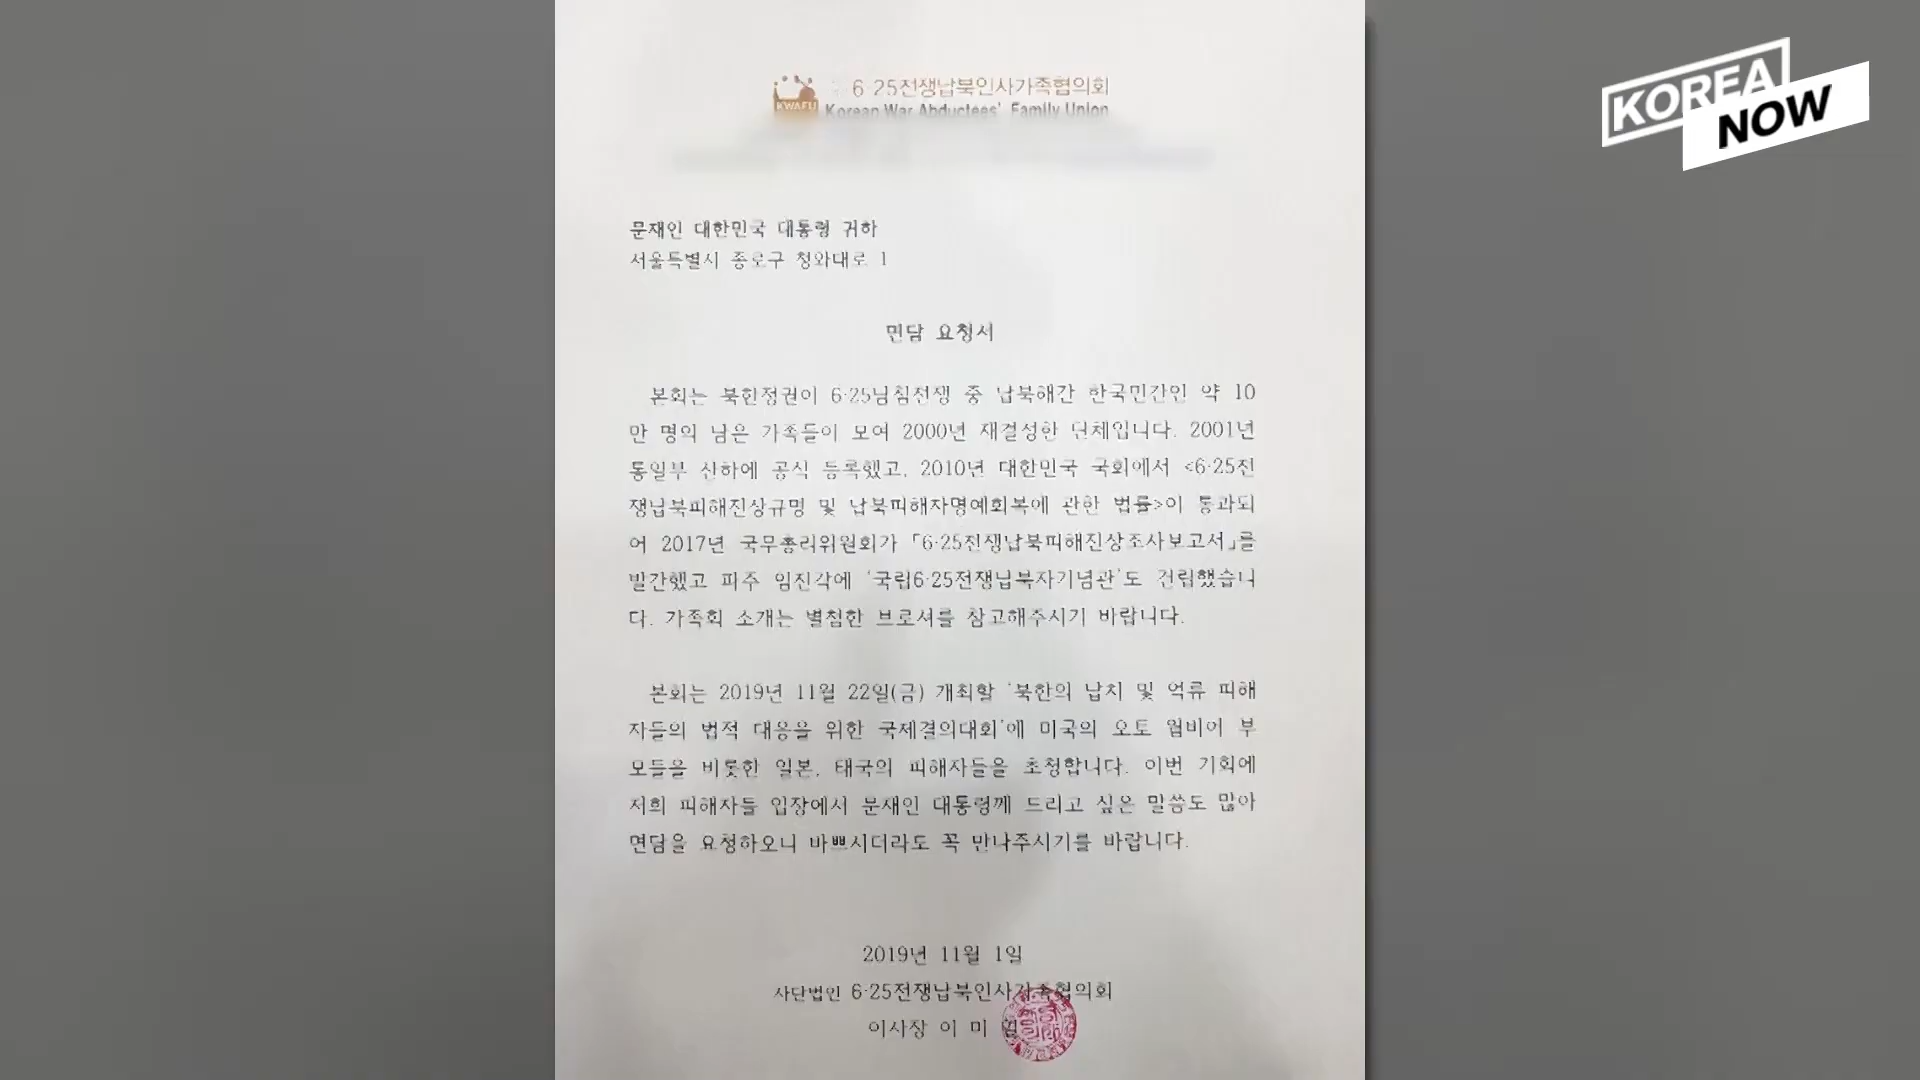 KOREA
NOW
KWAFU
6·25전쟁납북인사가족협의회
Korean War Abductees' Family Union
문재인 대한민국 대통령 귀하
서울특별시 종로구 청와대로 1
면담 요청서
본회는 북한정권이 6·25남침전쟁 중 납북해간 한국민간인 약 10
만 명의 남은 가족들이 모여 2000년 재결성한 단체입니다. 2001년
통일부 산하에 공식 등록했고, 2010년 대한민국 국회에서 <6·25전
쟁납북피해진상규명 및 납북피해자명예회복에 관한 법률>이 통과되
어 2017년 국무총리위원회가 「6·25전쟁납북피해진상조사보고서」를
발간했고 파주 임진각에 '국립6·25전쟁납북자기념관'도 건립했습니
다. 가족회 소개는 별첨한 브로셔를 참고해주시기 바랍니다.
본회는 2019년 11월 22일(금) 개최할 '북한의 납치 및 억류 피해
자들의 법적 대응을 위한 국제결의대회'에 미국의 오토 웜비어 부
모들을 비롯한 일본, 태국의 피해자들을 초청합니다. 이번 기회에
저희 피해자들 입장에서 문재인 대통령께 드리고 싶은 말씀도 많아
면담을 요청하오니 바쁘시더라도 꼭 만나주시기를 바랍니다.
2019년 11월 1일
사단법인 6·25전쟁납북인사가족협의회
이사장 이 미 일